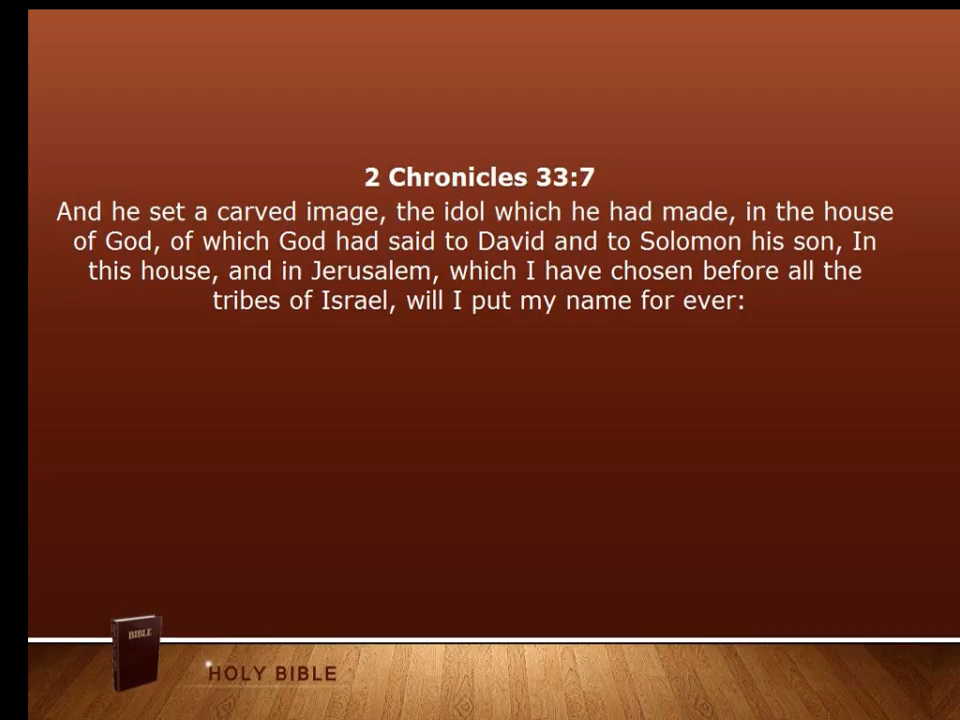 2 Chronicles 33:7
And he set a carved image, the idol which he had made, in the house
of God, of which God had said to David and to Solomon his son, In
this house, and in Jerusalem, which I have chosen before all the
tribes of Israel, will I put my name for ever:
BIBLE
HOLY BIBLE